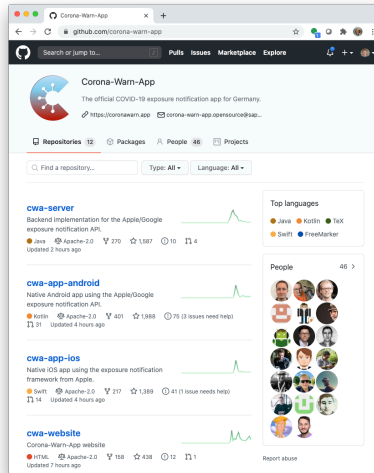 Corona-Warn-App
github.com/corona-warn-app
Search or jump to...
/
Pulls Issues Marketplace Explore
Corona-Warn-App
The official COVID-19 exposure notification app for Germany.
https://coronawarn.app corona-warn-app.opensource@sap...
Repositories 12 Packages People 46 Projects
Find a repository... Type: All Language: All
cwa-server
Backend implementation for the Apple/Google
exposure notification API.
Java Apache-2.0 270 1,587 10 4
Updated 2 hours ago
cwa-app-android
Native Android app using the Apple/Google
exposure notification API.
Kotlin Apache-2.0 401 1,988 75 (3 issues need help)
31 Updated 4 hours ago
cwa-app-ios
Native iOS app using the exposure notification
framework from Apple.
Swift Apache-2.0 217 1,389 41 (1 issue needs help)
14 Updated 4 hours ago
cwa-website
Corona-Warn-App website
HTML Apache-2.0 158 438 12 1
Updated 7 hours ago
Top languages
Java Kotlin TeX
Swift FreeMarker
People 46
Report abuse